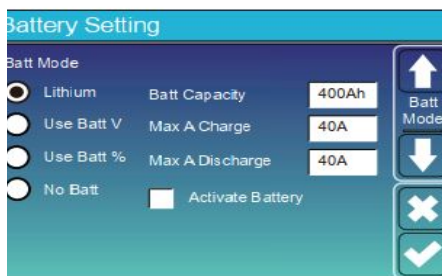 Battery Setting
Batt Mode
Lithium
Batt Capacity
400Ah
Use Batt V
Max A Charge
40A
Use Batt %
Max A Discharge
40A
No Batt
Activate Battery
Batt
Mode